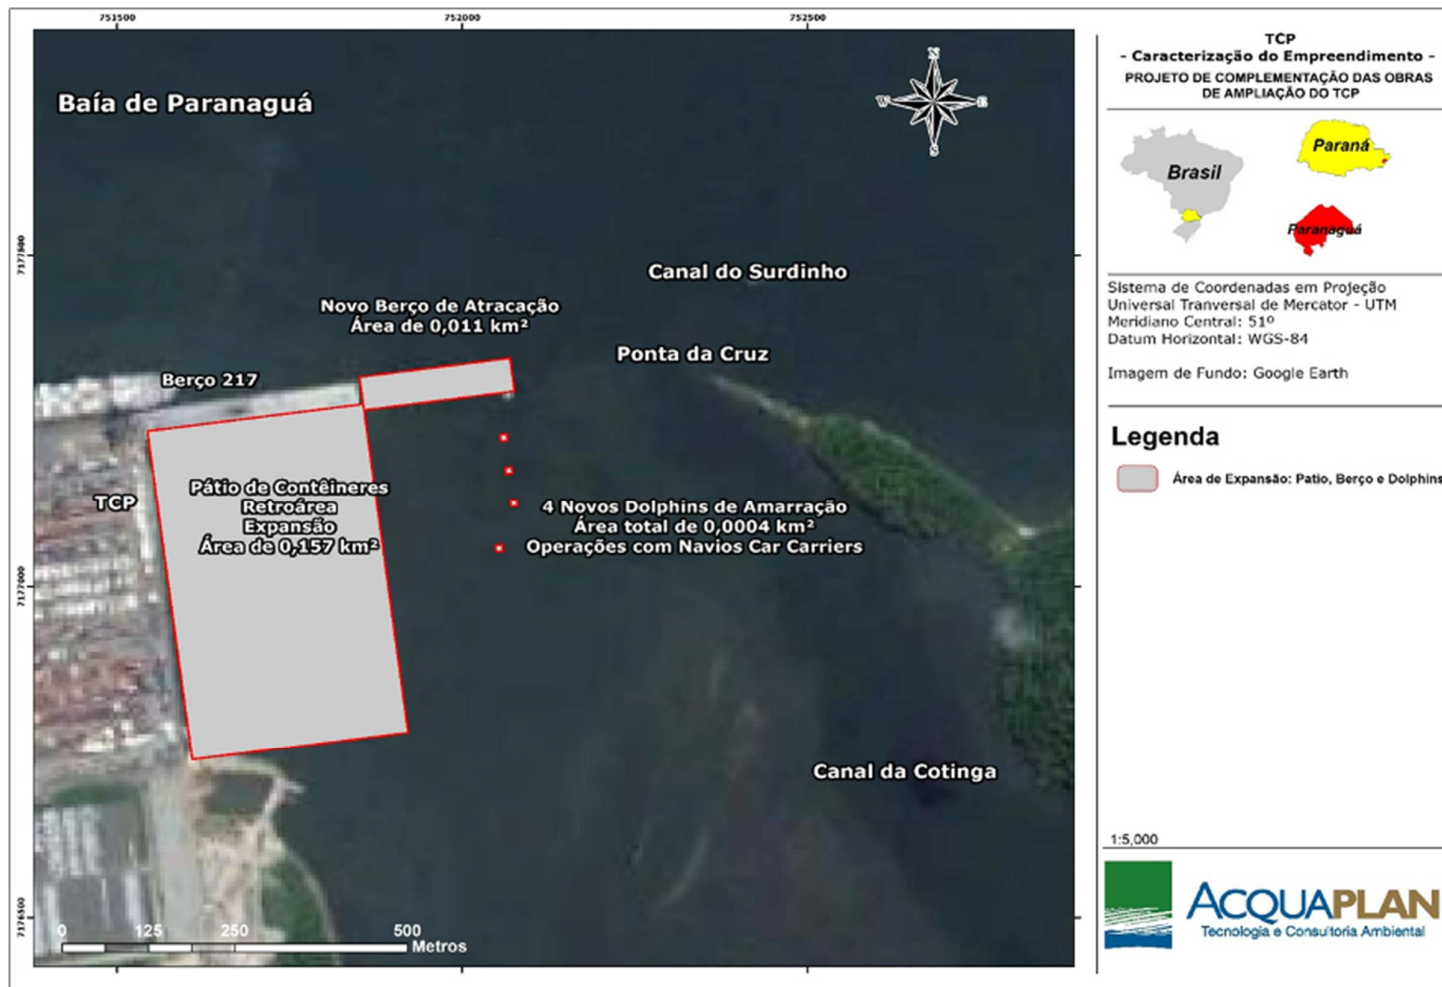 751500
752000
752500
7177500
7177000
7176500
Baía de Paranaguá
N
W
E
S
Canal do Surdinho
Novo Berço de Atracação
Área de 0,011 km²
Ponta da Cruz
Berço 217
TCP
Pátio de Contêineres
Retroárea
Expansão
Área de 0,157 km²
4 Novos Dolphins de Amarração
Área total de 0,0004 km²
Operações com Navios Car Carriers
Canal da Cotinga
0
125
250
500
Metros
TCP
- Caracterização do Empreendimento -
PROJETO DE COMPLEMENTAÇÃO DAS OBRAS
DE AMPLIAÇÃO DO TCP
Brasil
Paraná
Paranaguá
Sistema de Coordenadas em Projeção
Universal Tranversal de Mercator - UTM
Meridiano Central: 51º
Datum Horizontal: WGS-84
Imagem de Fundo: Google Earth
Legenda
Área de Expansão: Patio, Berço e Dolphins
1:5,000
ACQUAPLAN
Tecnologia e Consultoria Ambiental